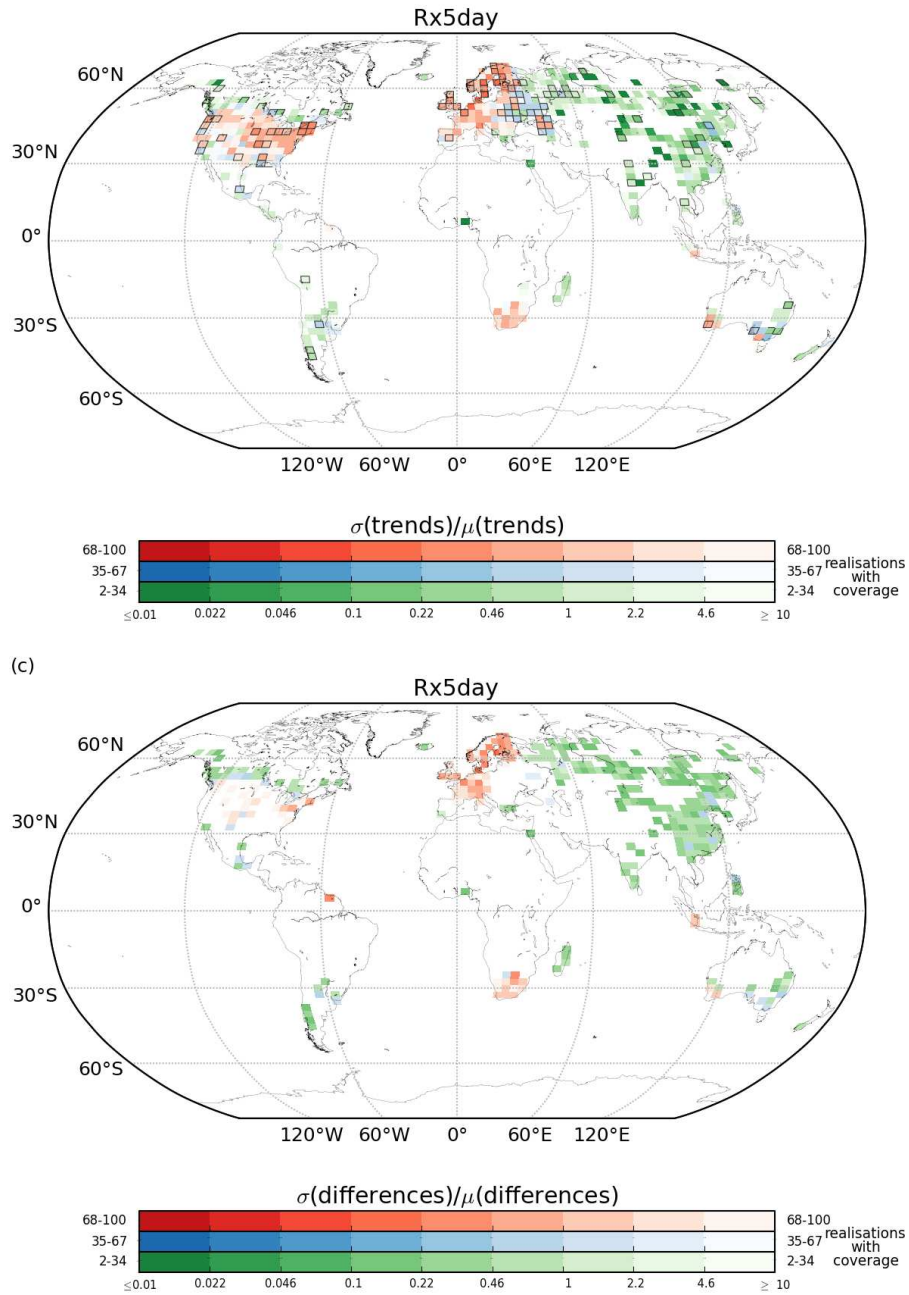 Rx5day
60°N
30°N
0°
30°S
60°S
120°W 60°W 0° 60°E 120°E
σ(trends)/μ(trends)
68-100 68-100
35-67 35-67 realisations
with
2-34 2-34 coverage
≤0.01 0.022 0.046 0.1 0.22 0.46 1 2.2 4.6 ≥ 10
(c)
Rx5day
60°N
30°N
0°
30°S
60°S
120°W 60°W 0° 60°E 120°E
σ(differences)/μ(differences)
68-100 68-100
35-67 35-67 realisations
with
2-34 2-34 coverage
≤0.01 0.022 0.046 0.1 0.22 0.46 1 2.2 4.6 ≥ 10